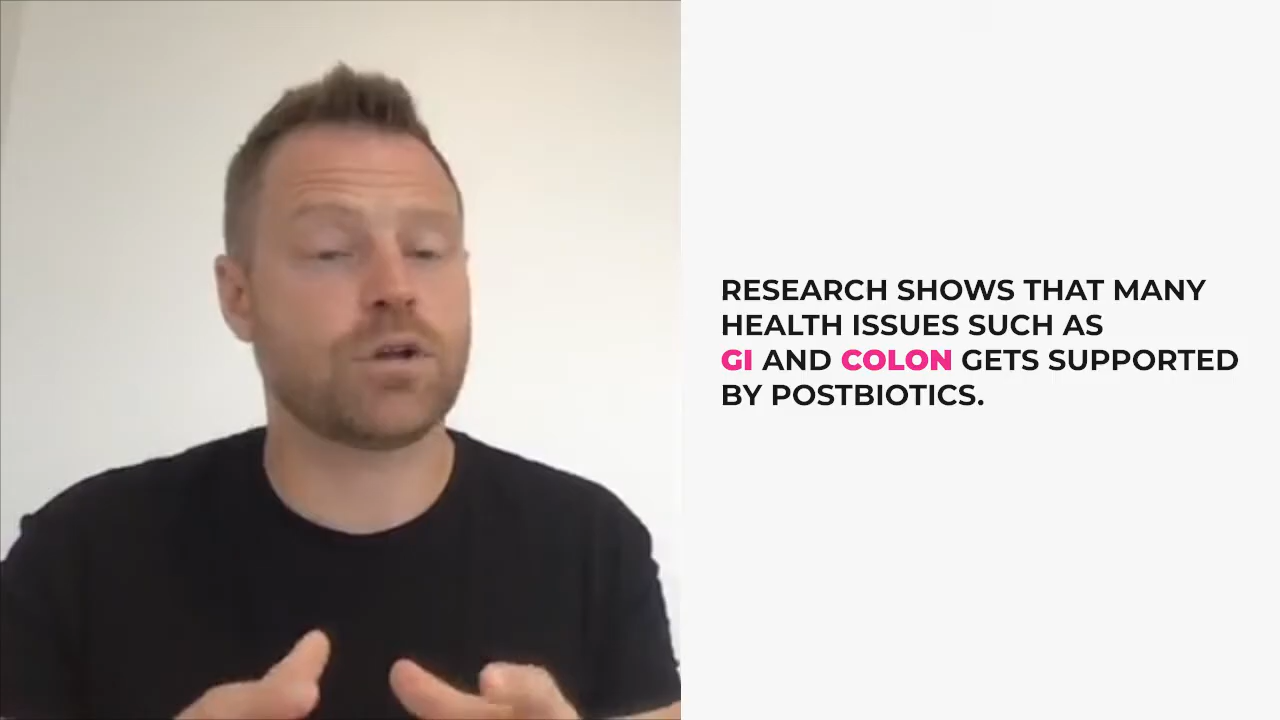 RESEARCH SHOWS THAT MANY
HEALTH ISSUES SUCH AS
GI AND COLON GETS SUPPORTED
BY POSTBIOTICS.